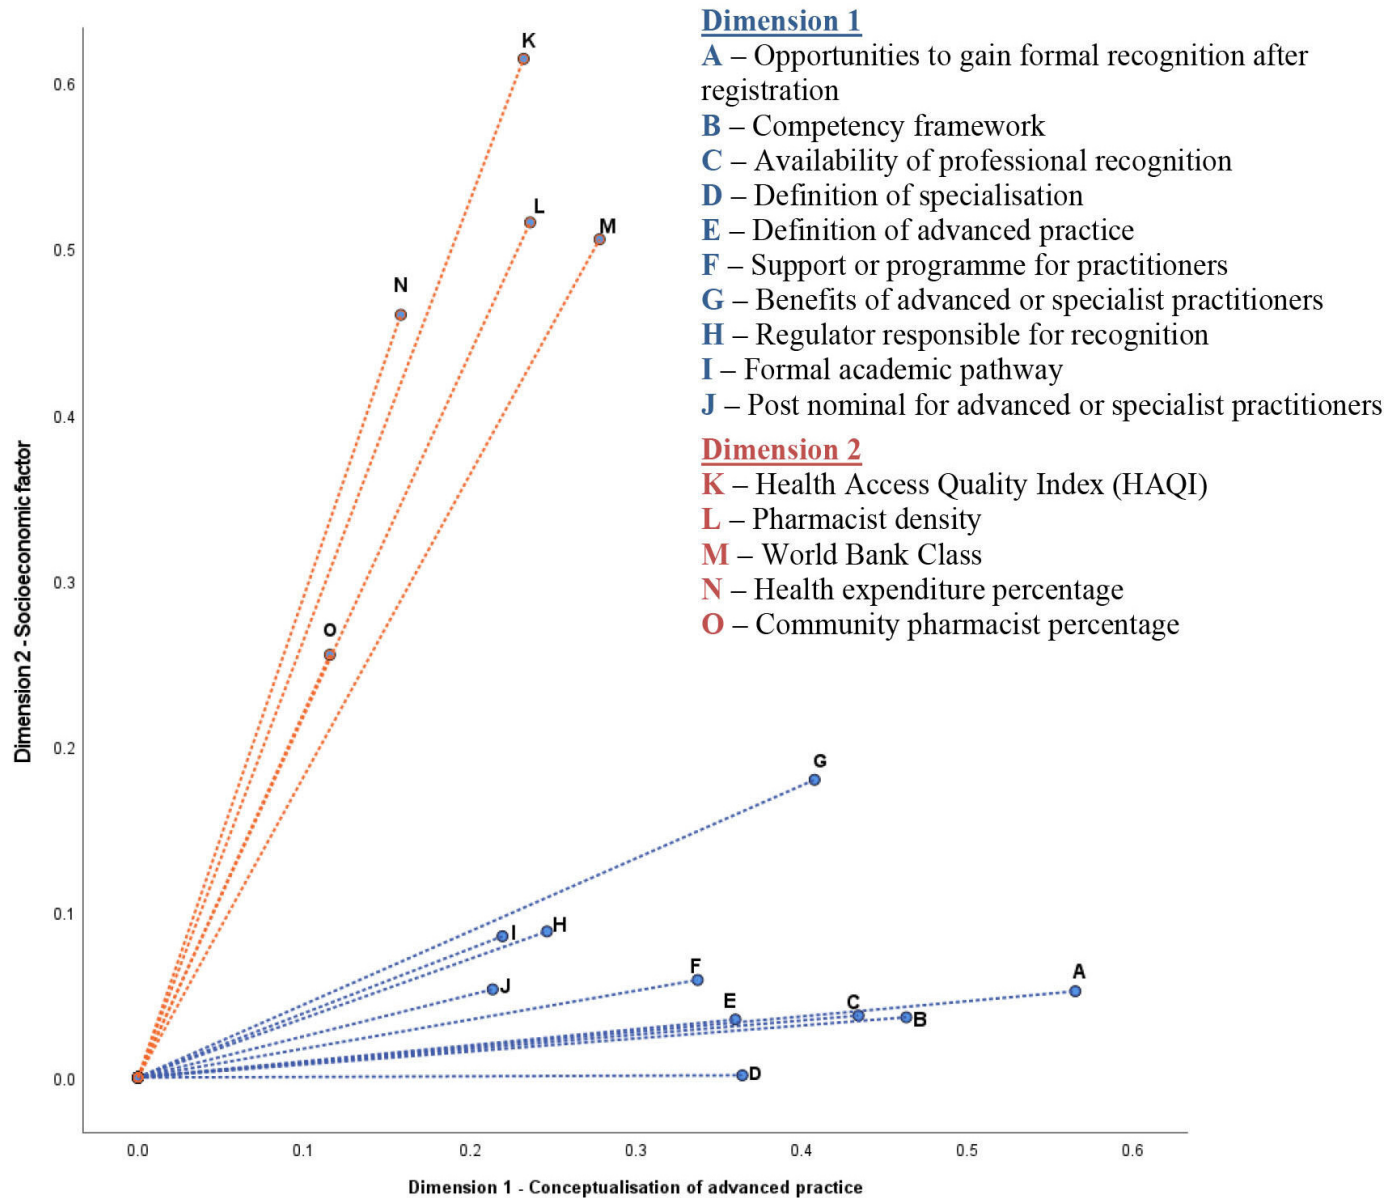 Dimension 1
A – Opportunities to gain formal recognition after
registration
B – Competency framework
C – Availability of professional recognition
D – Definition of specialisation
E – Definition of advanced practice
F – Support or programme for practitioners
G – Benefits of advanced or specialist practitioners
H – Regulator responsible for recognition
I – Formal academic pathway
J – Post nominal for advanced or specialist practitioners
Dimension 2
K – Health Access Quality Index (HAQI)
L – Pharmacist density
M – World Bank Class
N – Health expenditure percentage
O – Community pharmacist percentage
Dimension 2 - Socioeconomic factor
0.6
0.5
0.4
0.3
0.2
0.1
0.0
K
L
M
N
O
G
I
H
J
F
E
C
A
B
D
0.0 0.1 0.2 0.3 0.4 0.5 0.6
Dimension 1 - Conceptualisation of advanced practice